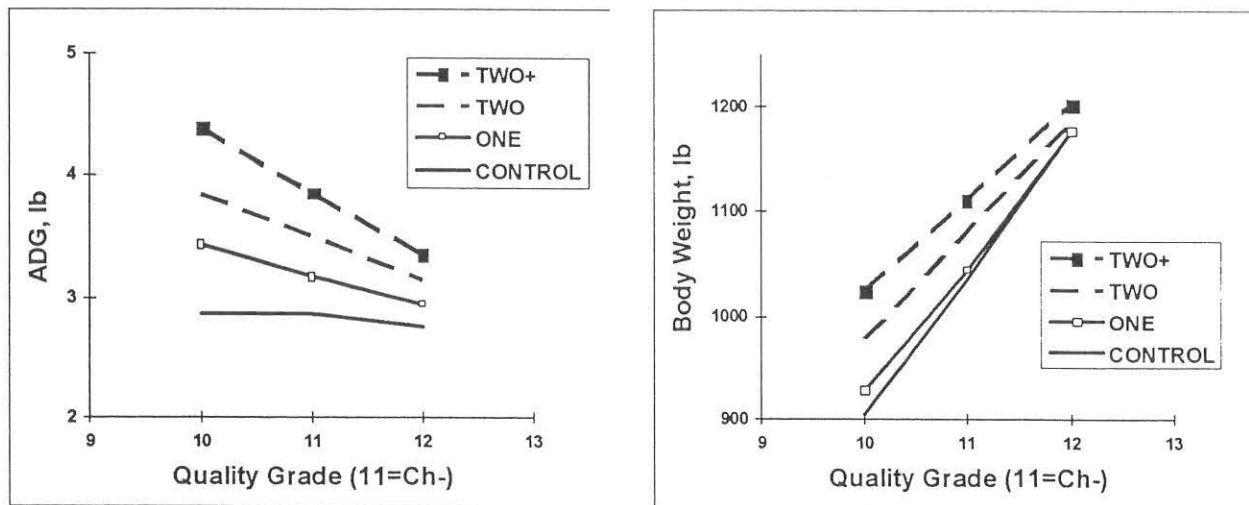 5
4
3
2
ADG, lb
9
10
11
12
13
Quality Grade (11=Ch-)
TWO+
TWO
ONE
CONTROL
1200
1100
1000
900
Body Weight, lb
9
10
11
12
13
Quality Grade (11=Ch-)
TWO+
TWO
ONE
CONTROL